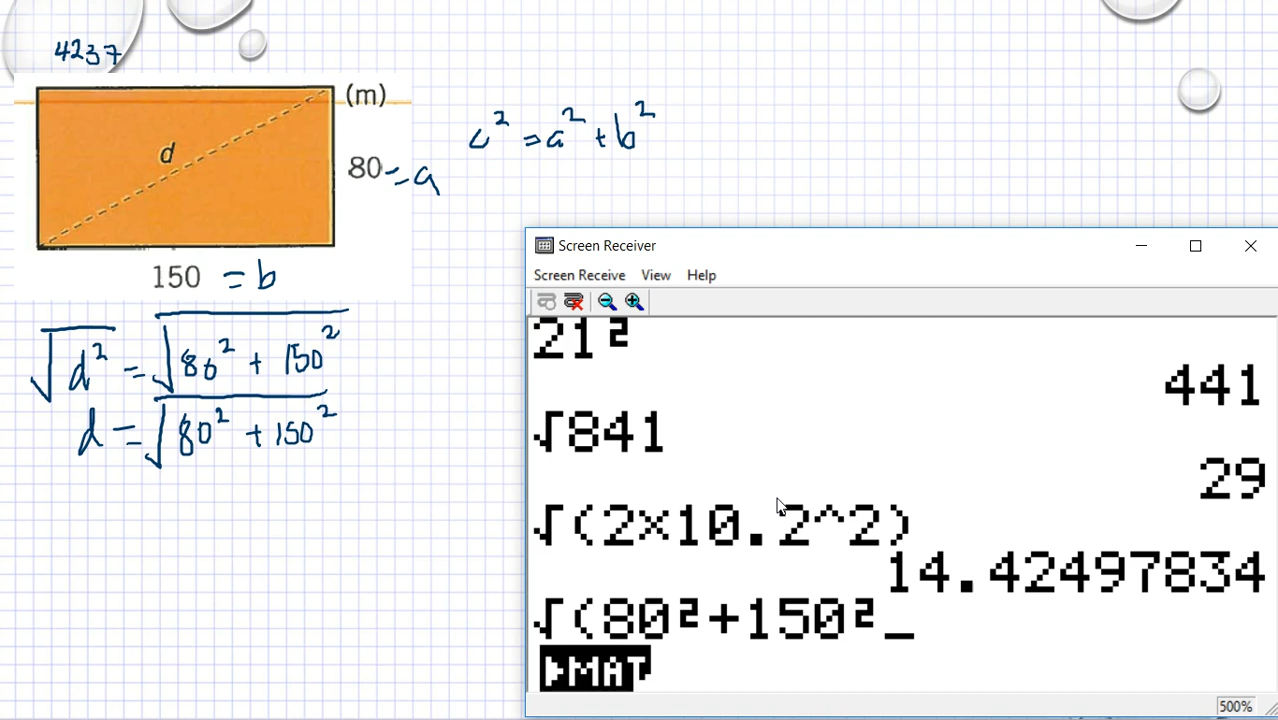 4237
(m)
d
80 = a
150 = b
c² = a² + b²
√d² = √80² + 150²
d = √80² + 150²
Screen Receiver
Screen Receive View Help
21²
441
√841
29
√(2×10.2^2)
14.42497834
√(80²+150²_
▶MAT
500%